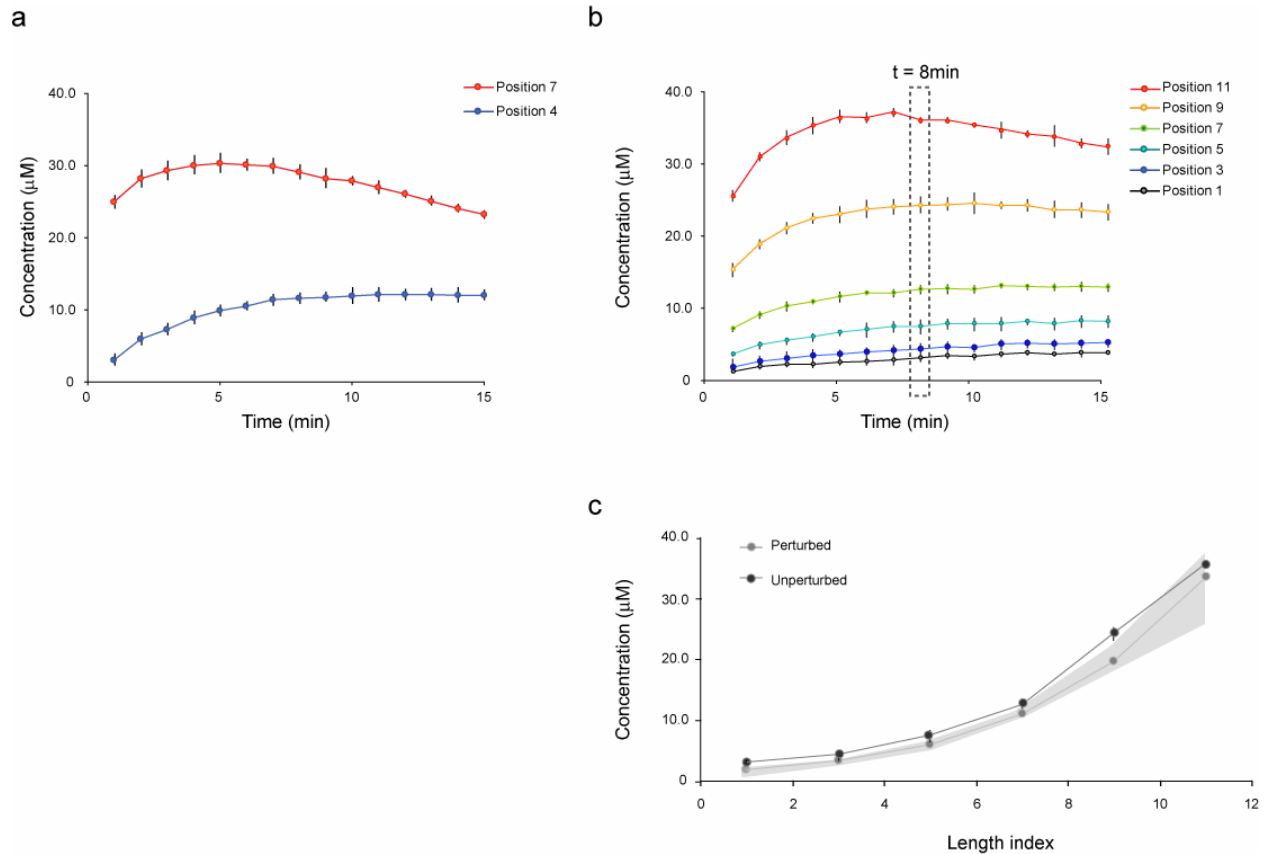 a
Position 7
Position 4
40.0
30.0
20.0
10.0
0
0
5
10
15
Concentration (μM)
Time (min)
b
t = 8min
Position 11
Position 9
Position 7
Position 5
Position 3
Position 1
40.0
30.0
20.0
10.0
0
0
5
10
15
Concentration (μM)
Time (min)
c
Perturbed
Unperturbed
40.0
30.0
20.0
10.0
0
0
2
4
6
8
10
12
Concentration (μM)
Length index